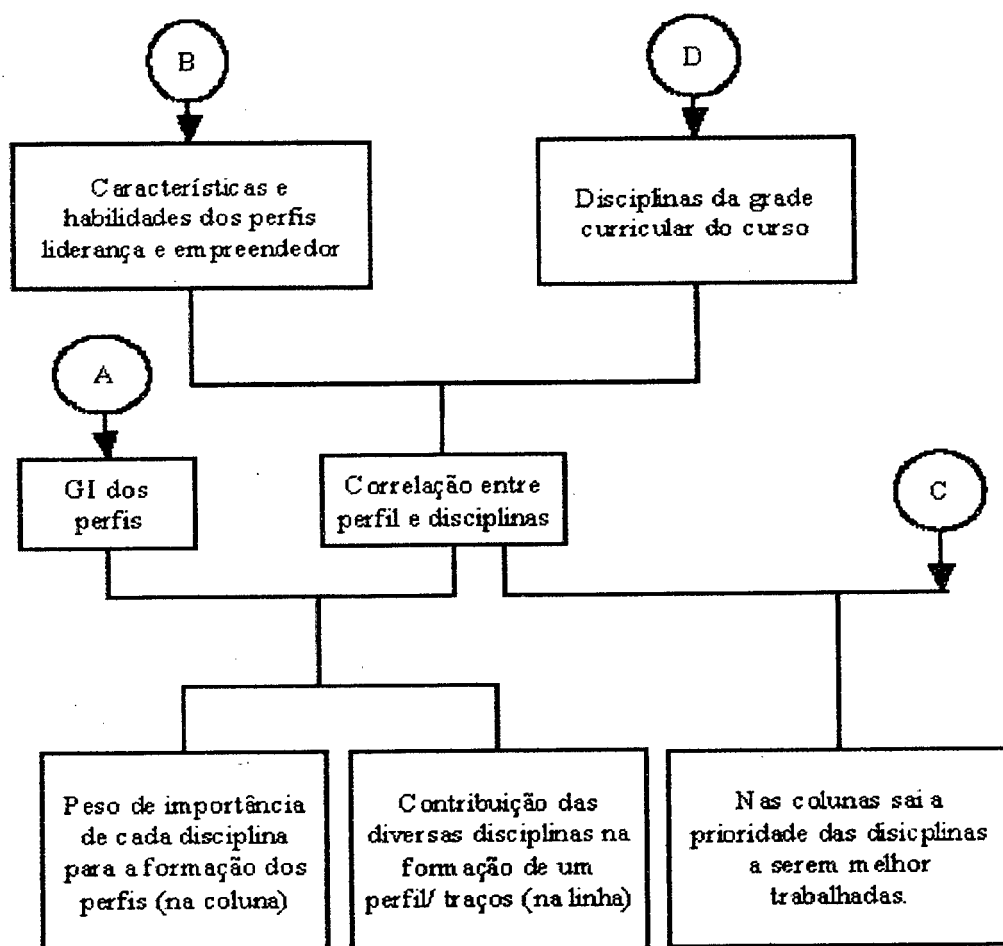 B
D
Característícas e
habilidades dos perfis
liderança e empreendedor
Disciplinas da grade
curricular do curso
A
GI dos
perfis
Correlação entre
perfil e disciplinas
C
Peso de importância
de cada disciplina
para a formação dos
perfis (na coluna)
Contribuição das
diversas disciplinas na
formação de um
perfil/ traços (na linha)
Nas colunas sai a
prioridade das disicplinas
a serem melhor
trabalhadas.